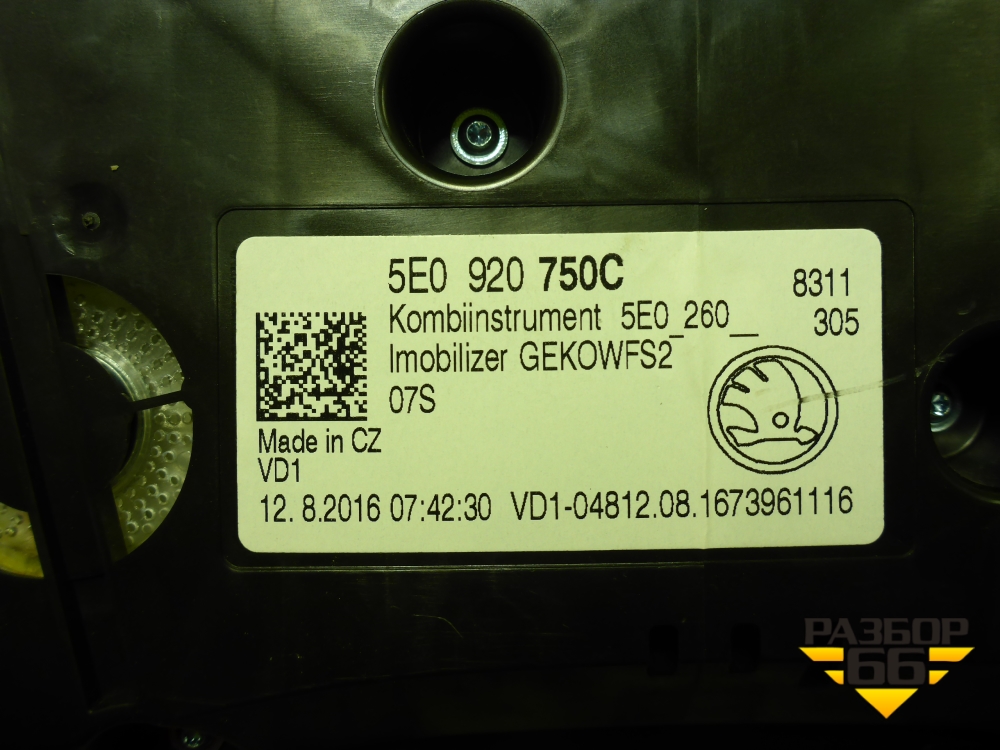 5E0 920 750C
8311
Kombiinstrument 5E0_260__
305
Imobilizer GEKOWFS2
07S
Made in CZ
VD1
12. 8.2016 07:42:30 VD1-04812.08.1673961116
РАЗБОР
66